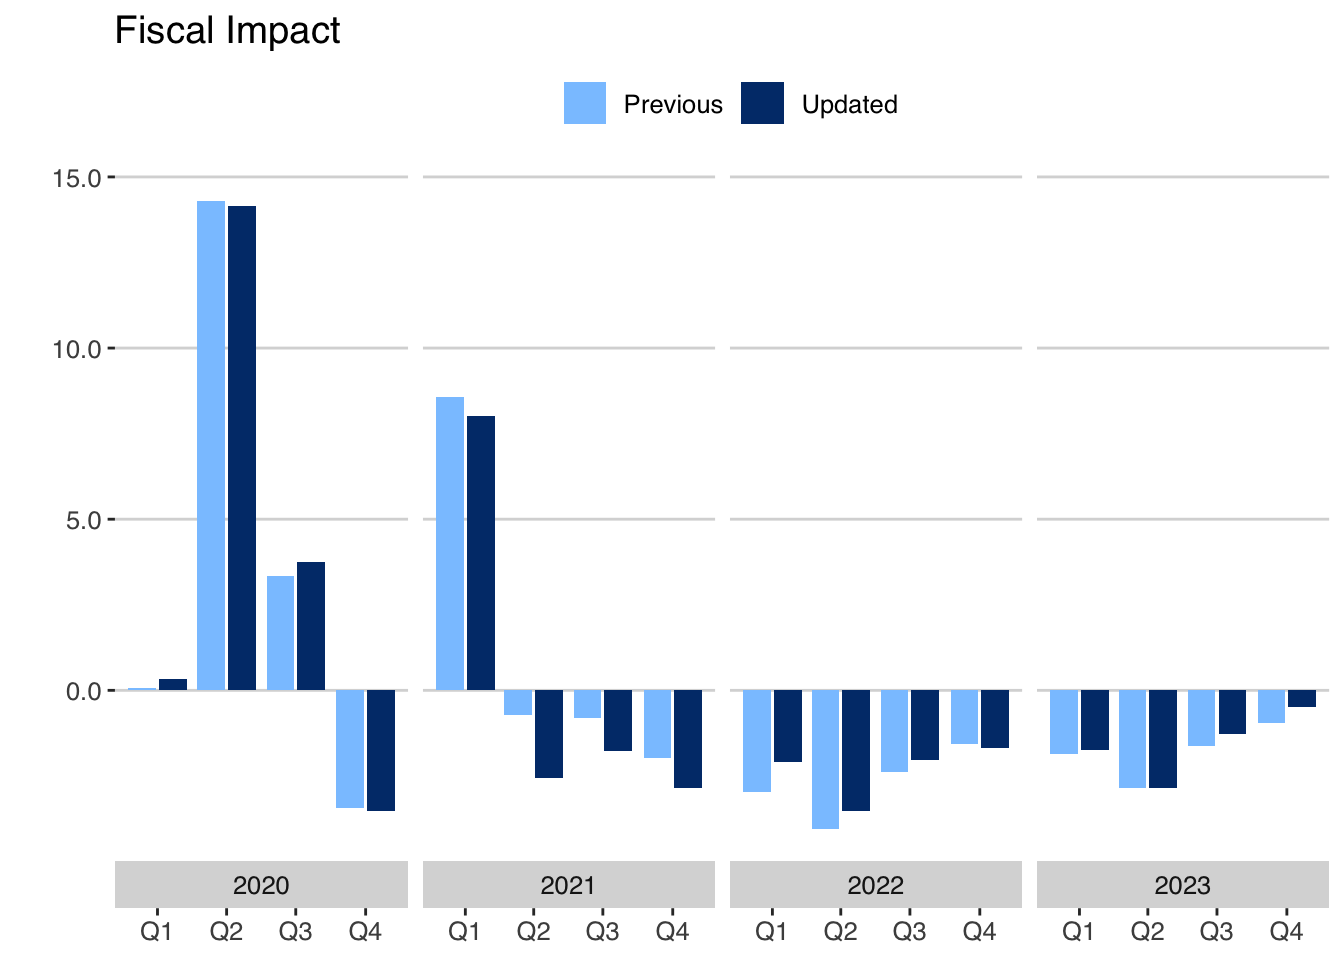 Fiscal Impact
Previous Updated
15.0
10.0
5.0
0.0
2020 2021 2022 2023
Q1 Q2 Q3 Q4 Q1 Q2 Q3 Q4 Q1 Q2 Q3 Q4 Q1 Q2 Q3 Q4